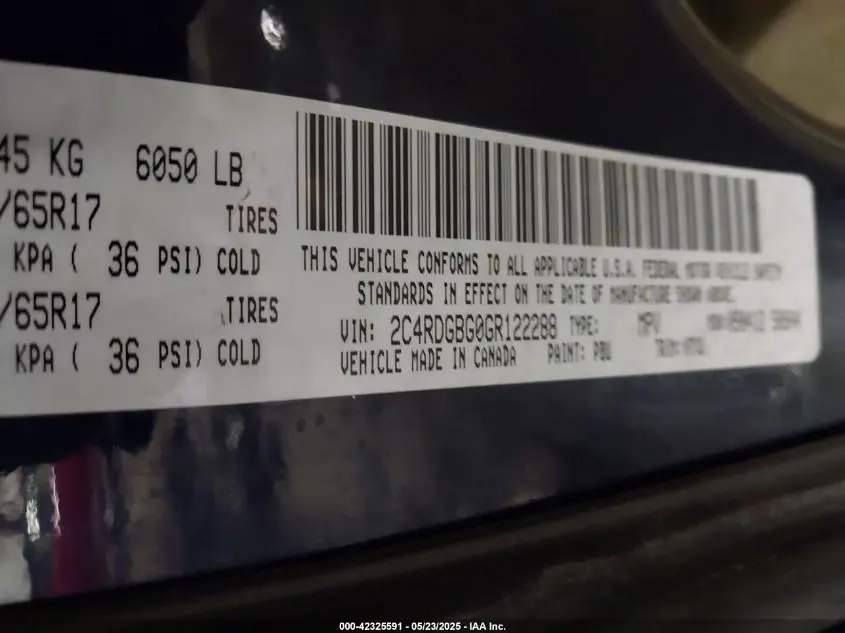 45 KG 6050 LB
/65R17 TIRES
KPA ( 36 PSI) COLD
/65R17 TIRES
KPA ( 36 PSI) COLD
THIS VEHICLE CONFORMS TO ALL APPLICABLE U.S.A. FEDERAL MOTOR VEHICLE SAFETY
STANDARDS IN EFFECT ON THE DATE OF MANUFACTURE SHOWN ABOVE.
VIN: 2C4RDGBG0GR122288 TYPE: MPV
VEHICLE MADE IN CANADA PAINT: PBU TRIM:
000-42325591 - 05/23/2025 - IAA Inc.